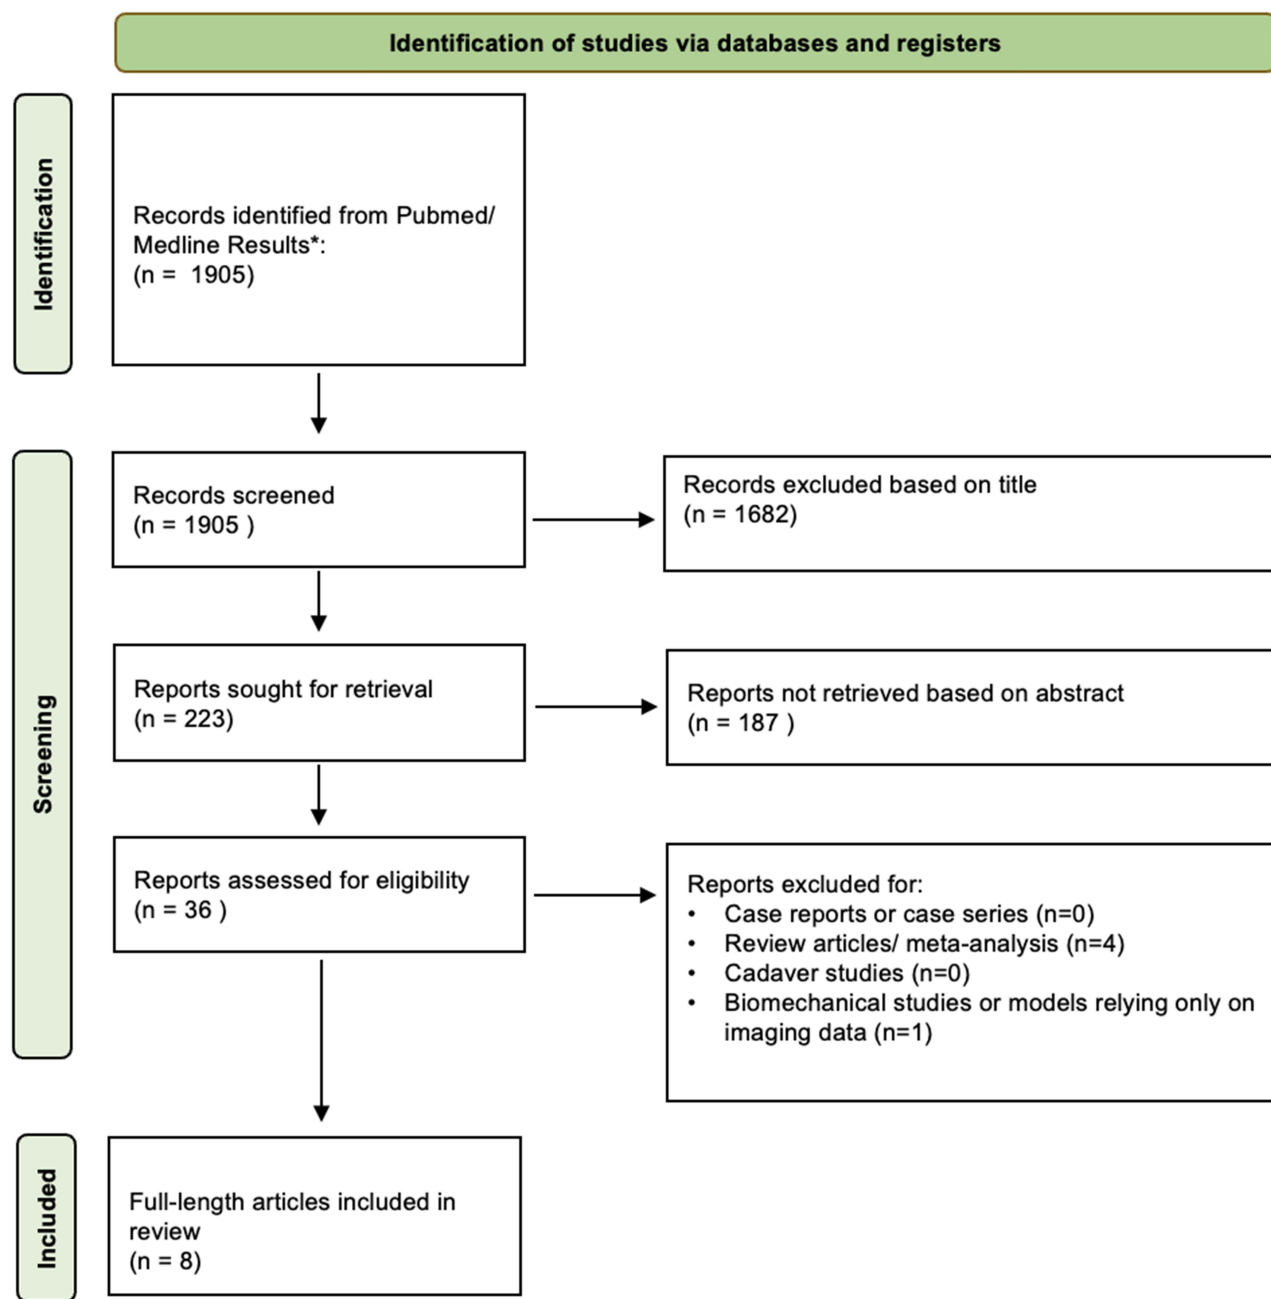 Identification of studies via databases and registers
Identification
Records identified from Pubmed/
Medline Results*:
(n =  1905)
Screening
Records screened
(n = 1905 )
Records excluded based on title
(n = 1682)
Reports sought for retrieval
(n = 223)
Reports not retrieved based on abstract
(n = 187 )
Reports assessed for eligibility
(n = 36 )
Reports excluded for:
• Case reports or case series (n=0)
• Review articles/ meta-analysis (n=4)
• Cadaver studies (n=0)
• Biomechanical studies or models relying only on
imaging data (n=1)
Included
Full-length articles included in
review
(n = 8)